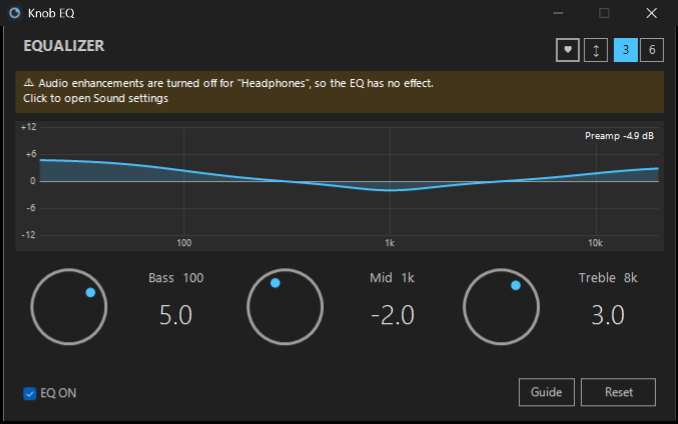 Knob EQ
EQUALIZER
3 6
⚠ Audio enhancements are turned off for "Headphones", so the EQ has no effect.
Click to open Sound settings
Preamp -4.9 dB
+12
+6
0
-6
-12
100 1k 10k
Bass 100
5.0
Mid 1k
-2.0
Treble 8k
3.0
EQ ON
Guide
Reset